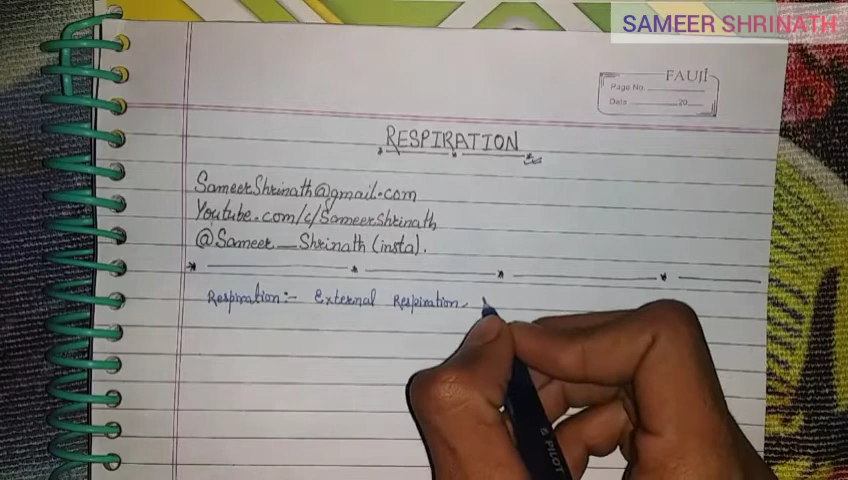 SAMEER SHRINATH
FAUJI
Page No.
Date 20
RESPIRATION
SameerShrinath@gmail.com
Youtube.com/c/SameerShrinath
@Sameer_Shrinath (insta).
Respiration:- External Respiration.
& PILOT